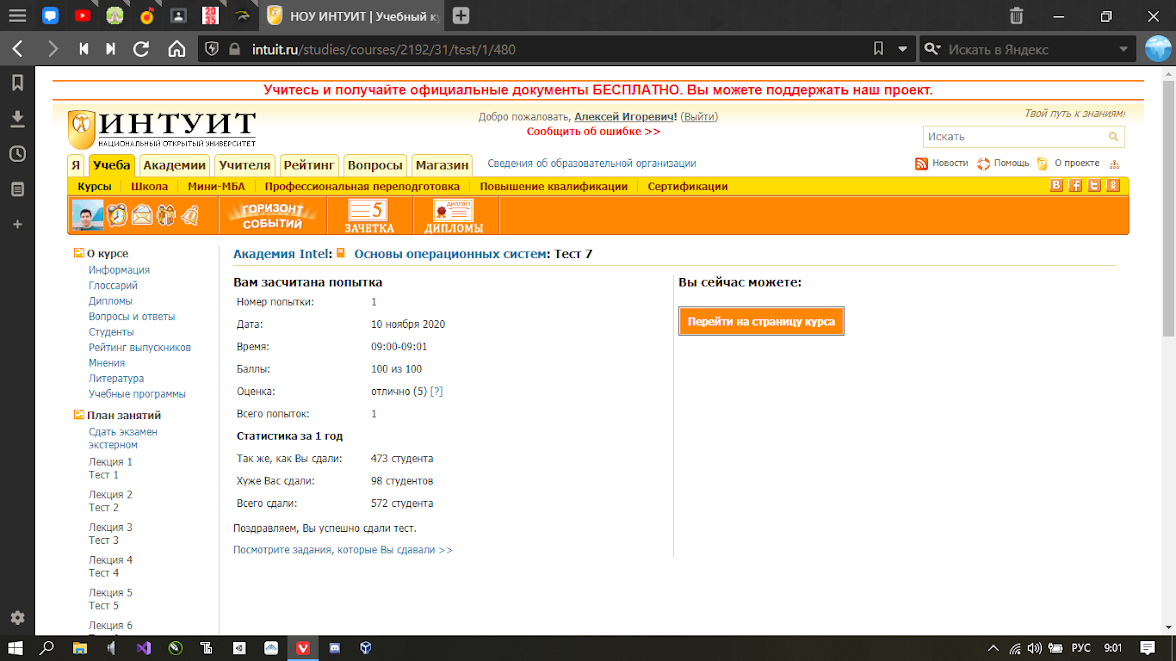 НОУ ИНТУИТ | Учебный к
intuit.ru/studies/courses/2192/31/test/1/480
Искать в Яндекс
Учитесь и получайте официальные документы БЕСПЛАТНО. Вы можете поддержать наш проект.
ИНТУИТ
НАЦИОНАЛЬНЫЙ ОТКРЫТЫЙ УНИВЕРСИТЕТ
Добро пожаловать, Алексей Игоревич! (Выйти)
Сообщить об ошибке >>
Твой путь к знаниям!
Искать
Я Учеба Академии Учителя Рейтинг Вопросы Магазин Сведения об образовательной организации Новости Помощь О проекте
Курсы Школа Мини-МБА Профессиональная переподготовка Повышение квалификации Сертификации
ГОРИЗОНТ СОБЫТИЙ
5 ЗАЧЕТКА
ДИПЛОМЫ
О курсе
Информация
Глоссарий
Дипломы
Вопросы и ответы
Студенты
Рейтинг выпускников
Мнения
Литература
Учебные программы
План занятий
Сдать экзамен
экстерном
Лекция 1
Тест 1
Лекция 2
Тест 2
Лекция 3
Тест 3
Лекция 4
Тест 4
Лекция 5
Тест 5
Лекция 6
Академия Intel: Основы операционных систем: Тест 7
Вам засчитана попытка
Номер попытки: 1
Дата: 10 ноября 2020
Время: 09:00-09:01
Баллы: 100 из 100
Оценка: отлично (5) [?]
Всего попыток: 1
Статистика за 1 год
Так же, как Вы сдали: 473 студента
Хуже Вас сдали: 98 студентов
Всего сдали: 572 студента
Поздравляем, Вы успешно сдали тест.
Посмотрите задания, которые Вы сдавали >>
Вы сейчас можете:
Перейти на страницу курса
РУС 9:01